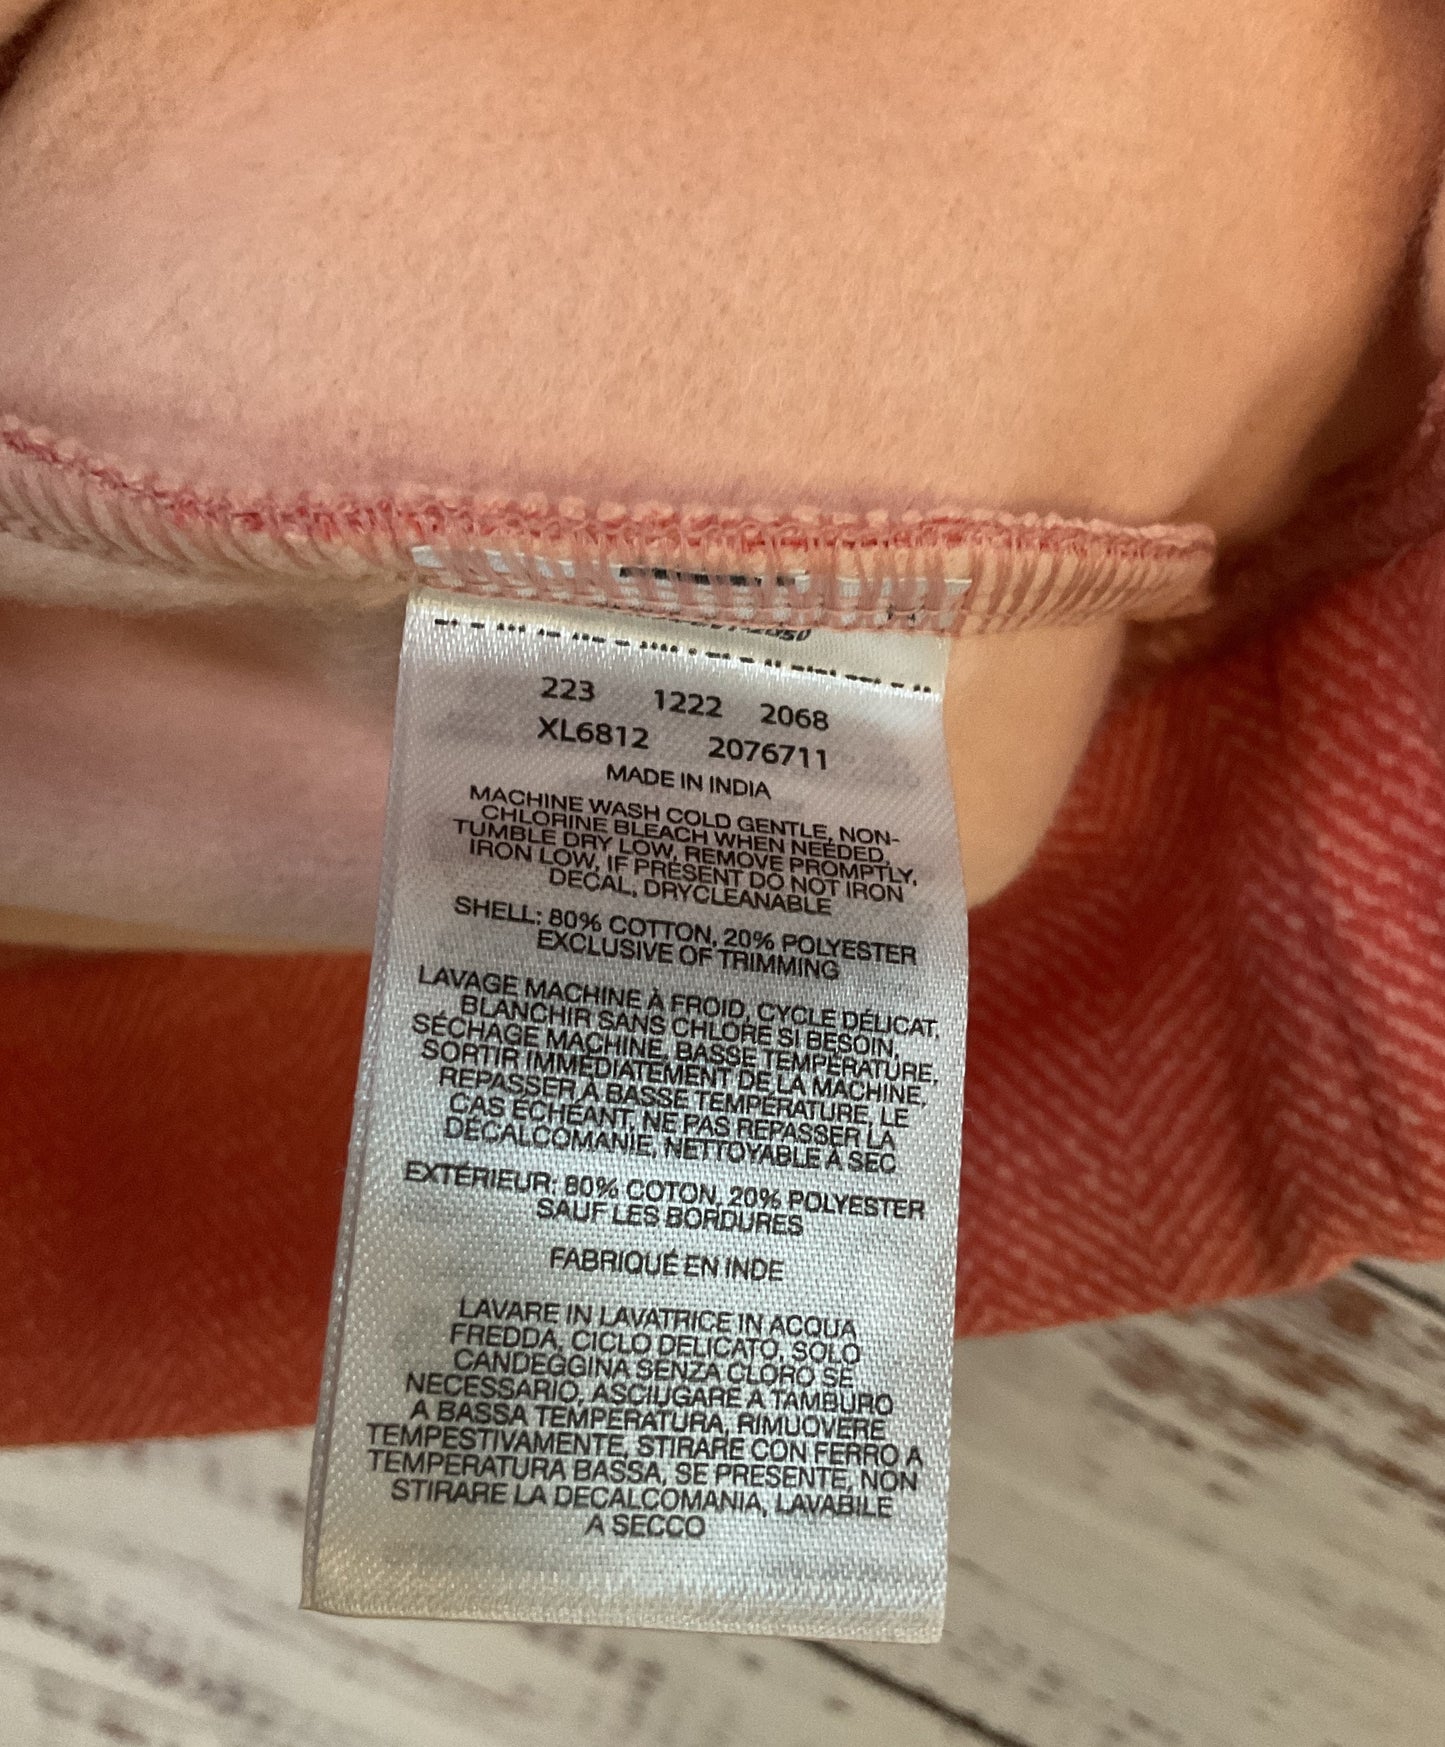 223 1222 2068
XL6812 2076711
MADE IN INDIA
MACHINE WASH COLD GENTLE, NON-
CHLORINE BLEACH WHEN NEEDED,
TUMBLE DRY LOW, REMOVE PROMPTLY,
IRON LOW, IF PRESENT DO NOT IRON
DECAL, DRYCLEANABLE
SHELL: 80% COTTON, 20% POLYESTER
EXCLUSIVE OF TRIMMING
LAVAGE MACHINE À FROID, CYCLE DÉLICAT,
BLANCHIR SANS CHLORE SI BESOIN,
SÉCHAGE MACHINE, BASSE TEMPÉRATURE,
SORTIR IMMÉDIATEMENT DE LA MACHINE,
REPASSER À BASSE TEMPÉRATURE, LE
CAS ÉCHÉANT, NE PAS REPASSER LA
DÉCALCOMANIE, NETTOYABLE À SEC
EXTÉRIEUR: 80% COTON, 20% POLYESTER
SAUF LES BORDURES
FABRIQUÉ EN INDE
LAVARE IN LAVATRICE IN ACQUA
FREDDA, CICLO DELICATO, SOLO
CANDEGGINA SENZA CLORO SE
NECESSARIO, ASCIUGARE A TAMBURO
A BASSA TEMPERATURA, RIMUOVERE
TEMPESTIVAMENTE, STIRARE CON FERRO A
TEMPERATURA BASSA, SE PRESENTE, NON
STIRARE LA DECALCOMANIA, LAVABILE
A SECCO